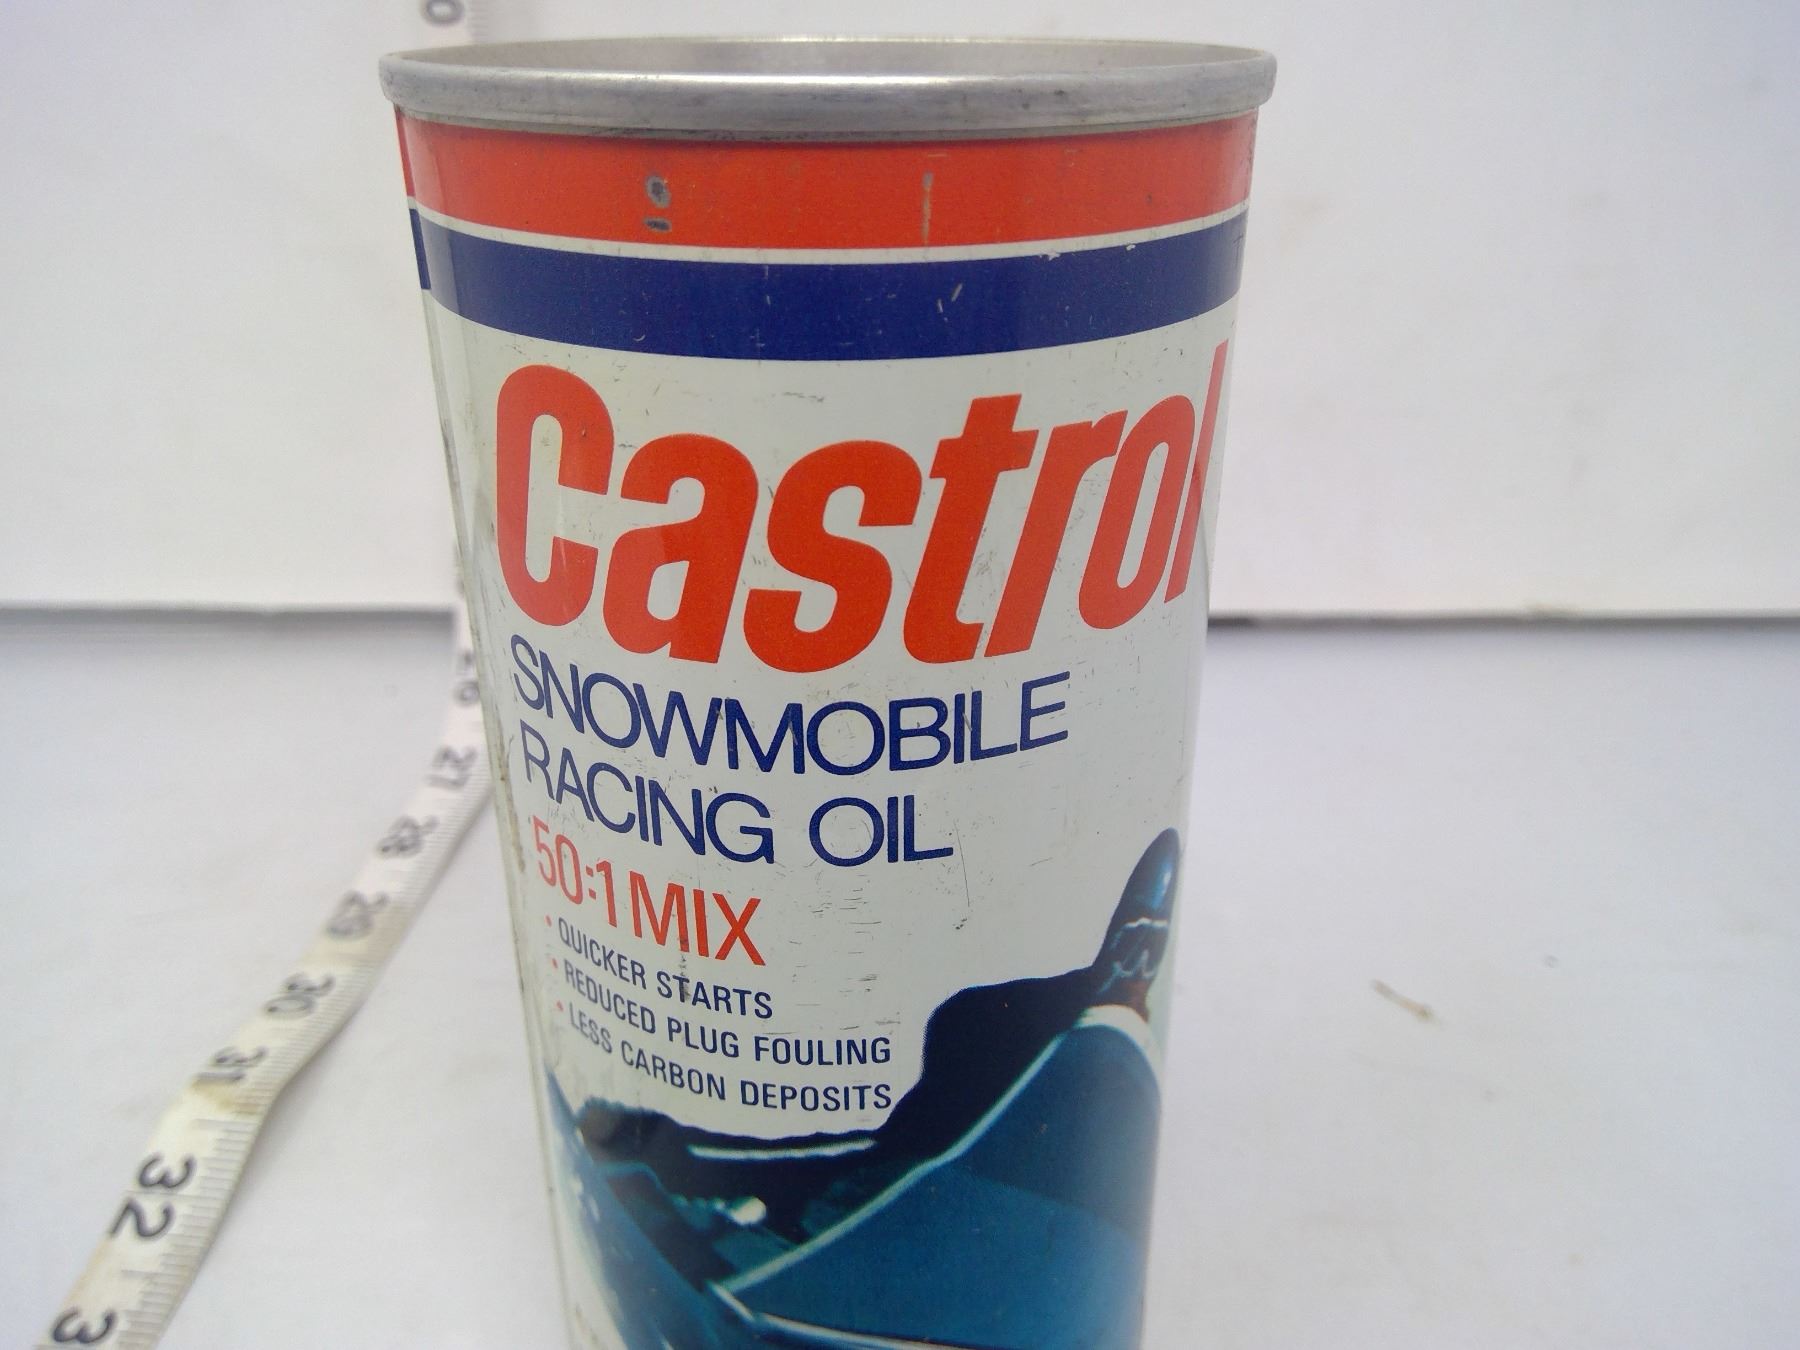 Castrol
SNOWMOBILE
RACING OIL
50:1 MIX
• QUICKER STARTS
• REDUCED PLUG FOULING
• LESS CARBON DEPOSITS
27
28
29
30
31
32